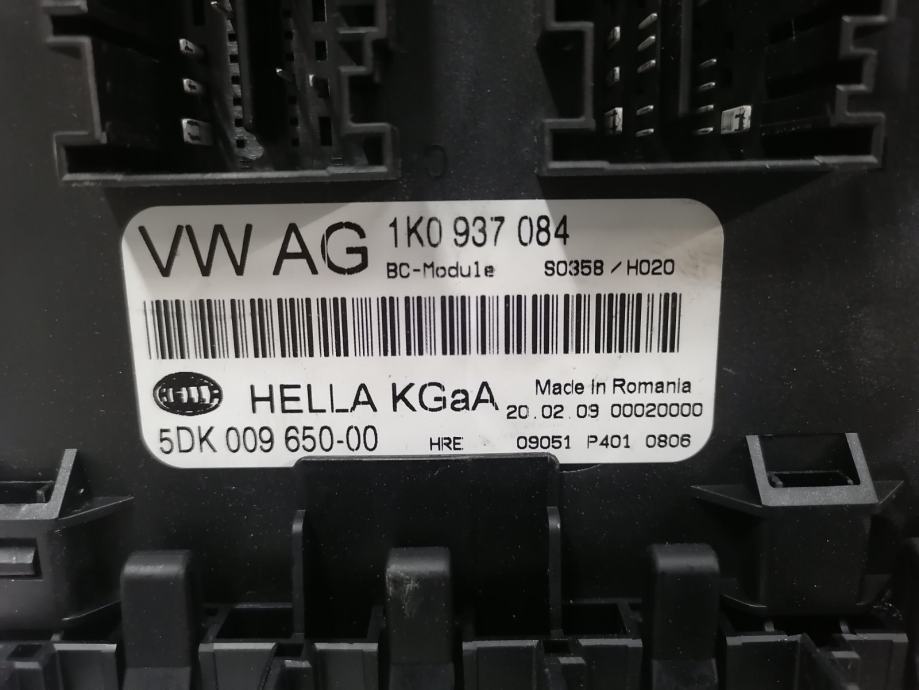 VW AG 1K0 937 084
BC-Module S0358 / H020
HELLA HELLA KGaA Made in Romania
20.02.09 00020000
5DK 009 650-00 HRE 09051 P401 0806